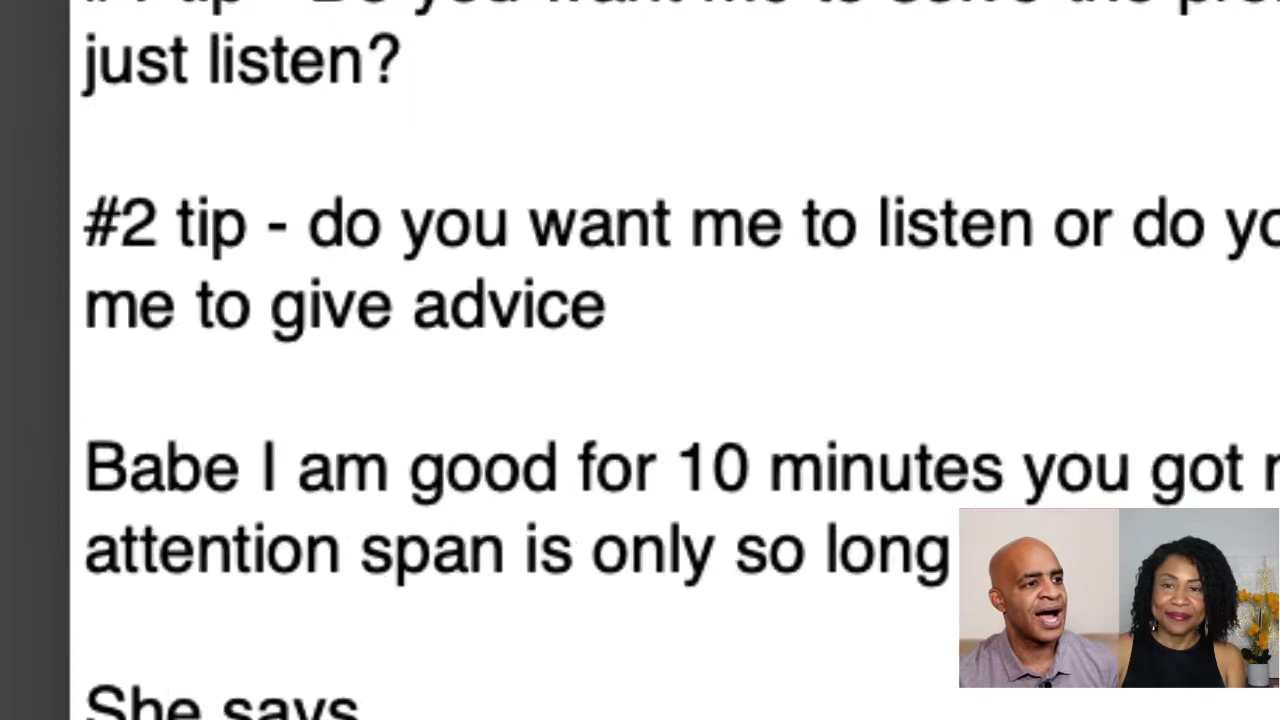 just listen?
#2 tip - do you want me to listen or do
me to give advice
Babe I am good for 10 minutes you got
attention span is only so long
She says